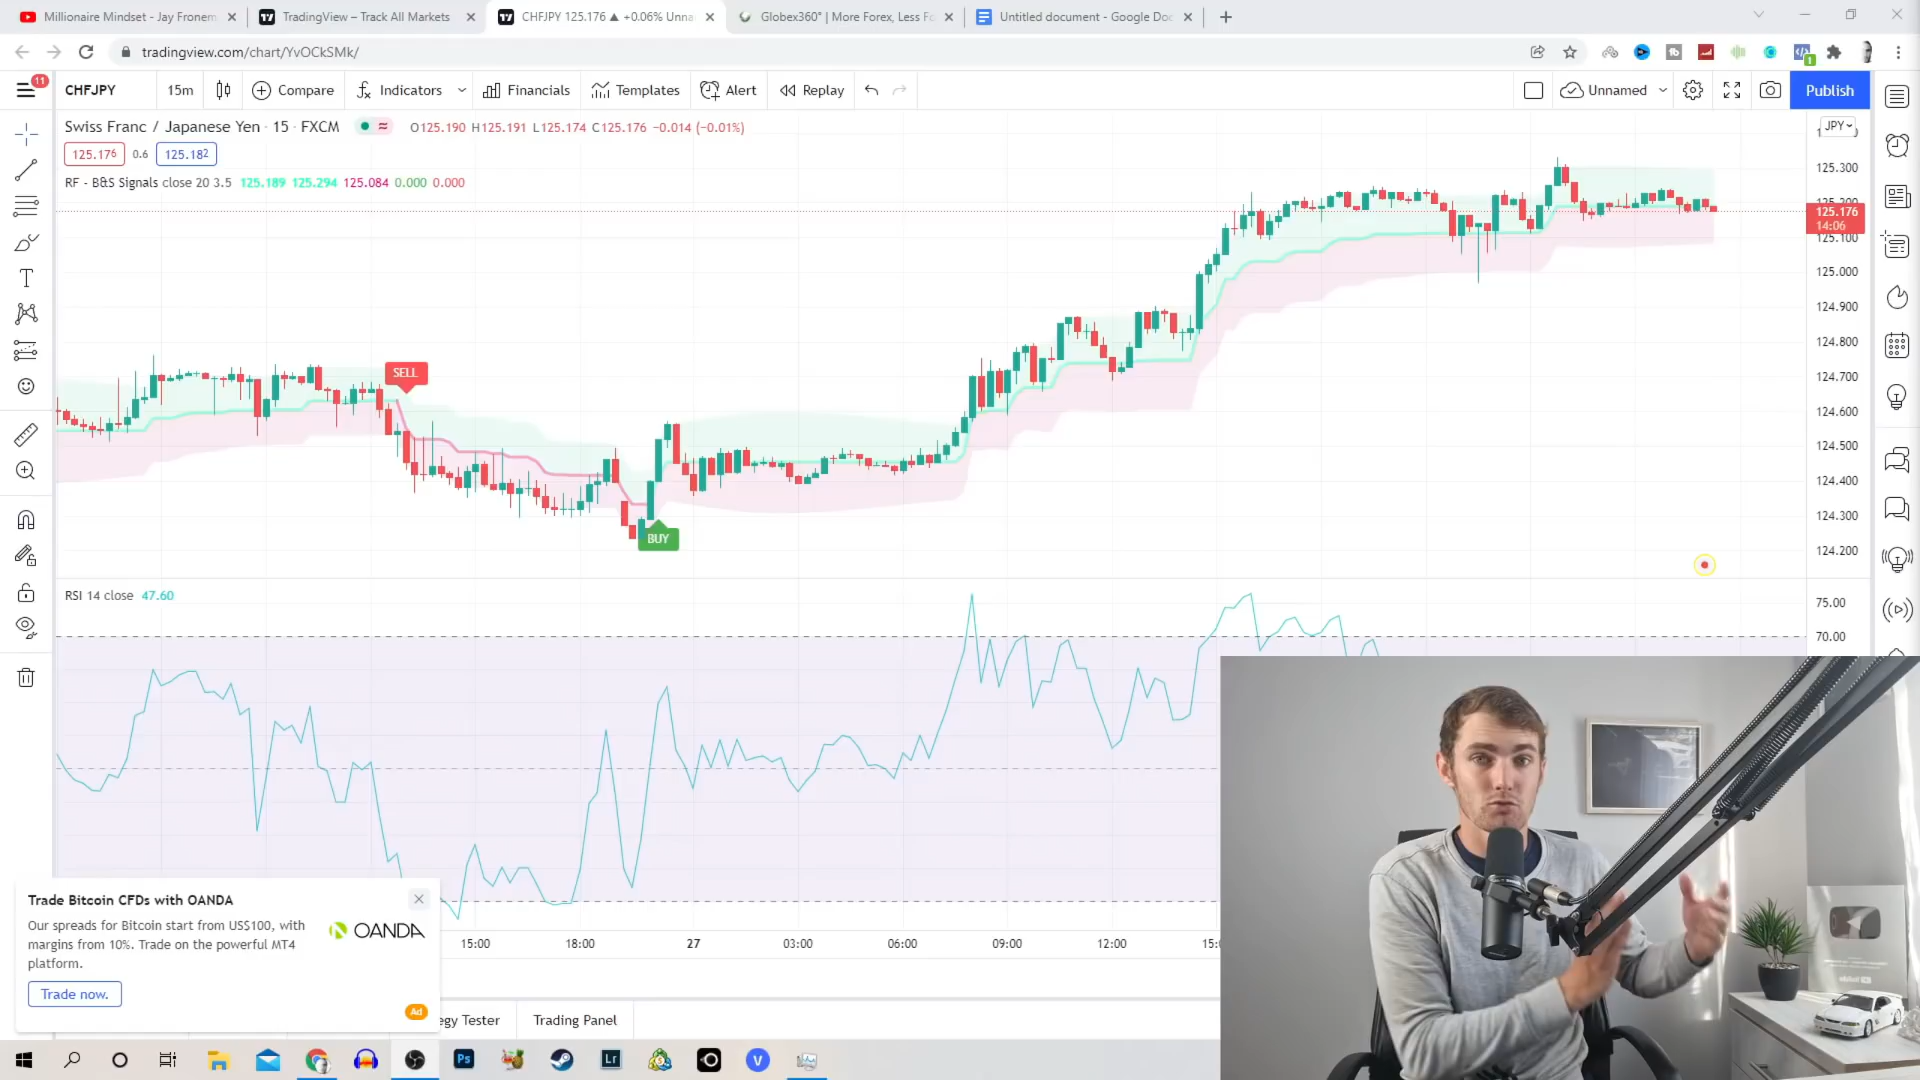 Millionaire Mindset - Jay Fronem
TradingView – Track All Markets
CHFJPY 125.176 ▲ +0.06% Unna
Globex360° | More Forex, Less Fo
Untitled document - Google Doc
tradingview.com/chart/YvOCkSMk/
11
CHFJPY
15m
Compare
Indicators
Financials
Templates
Alert
Replay
Unnamed
Publish
Swiss Franc / Japanese Yen · 15 · FXCM
O125.190 H125.191 L125.174 C125.176 −0.014 (−0.01%)
JPY
125.176
0.6
125.182
RF - B&S Signals close 20 3.5 125.189 125.294 125.084 0.000 0.000
125.300
125.176
14:06
125.100
125.000
124.900
124.800
124.700
124.600
124.500
124.400
124.300
124.200
SELL
BUY
RSI 14 close 47.60
75.00
70.00
Trade Bitcoin CFDs with OANDA
Our spreads for Bitcoin start from US$100, with
margins from 10%. Trade on the powerful MT4
platform.
OANDA
Trade now.
Ad
15:00
18:00
27
03:00
06:00
09:00
12:00
egy Tester
Trading Panel
Ps
Lr
V